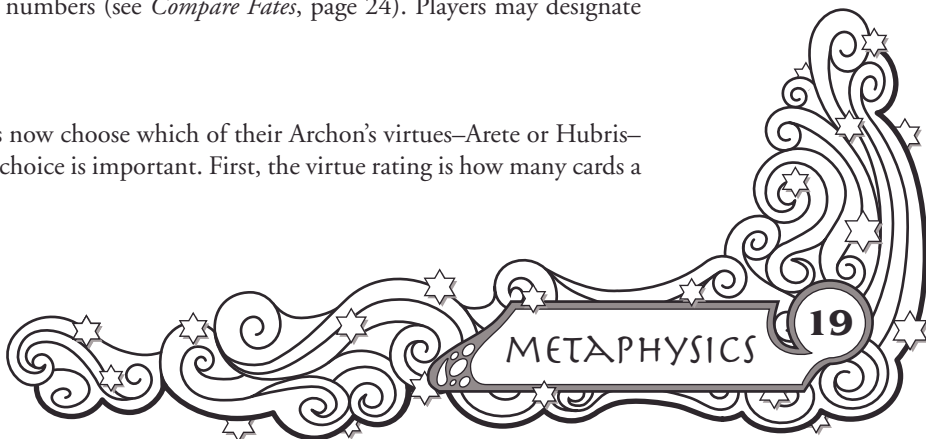 numbers (see Compare Fates, page 24). Players may designate
s now choose which of their Archon's virtues–Arete or Hubris–
choice is important. First, the virtue rating is how many cards a
METAPHYSICS
19